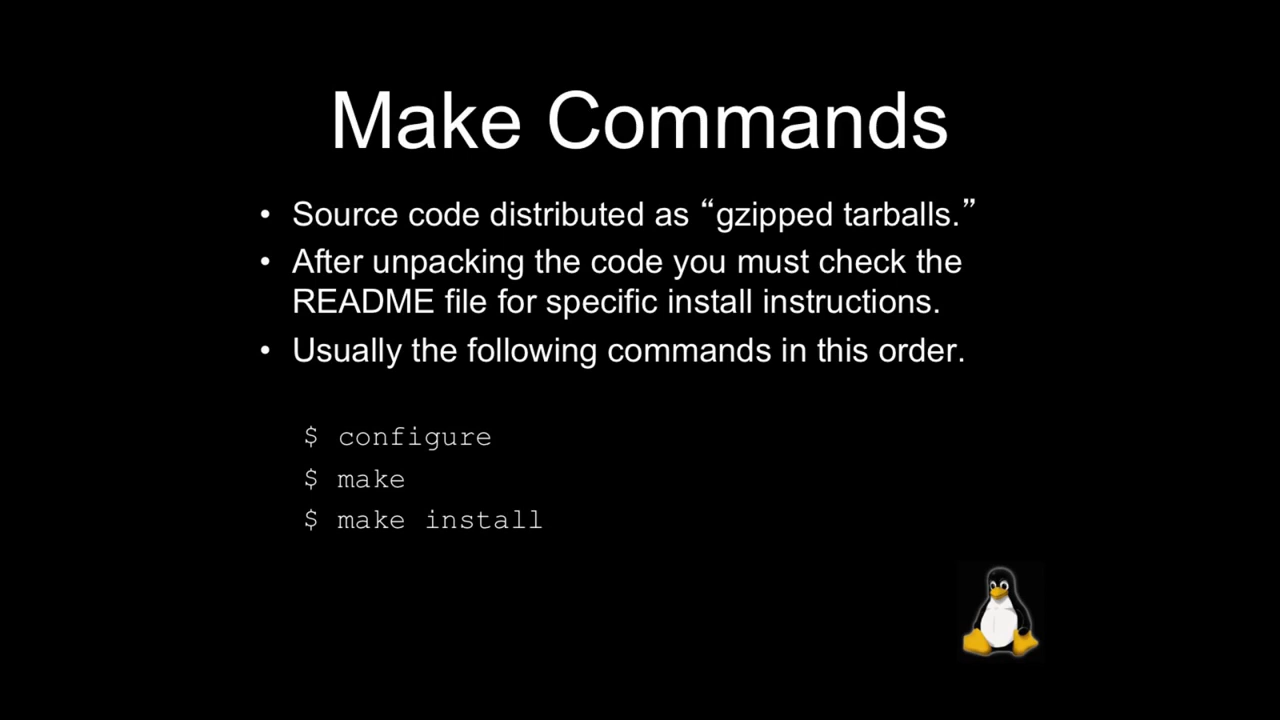 Make Commands
• Source code distributed as “gzipped tarballs.”
• After unpacking the code you must check the
README file for specific install instructions.
• Usually the following commands in this order.
$ configure
$ make
$ make install